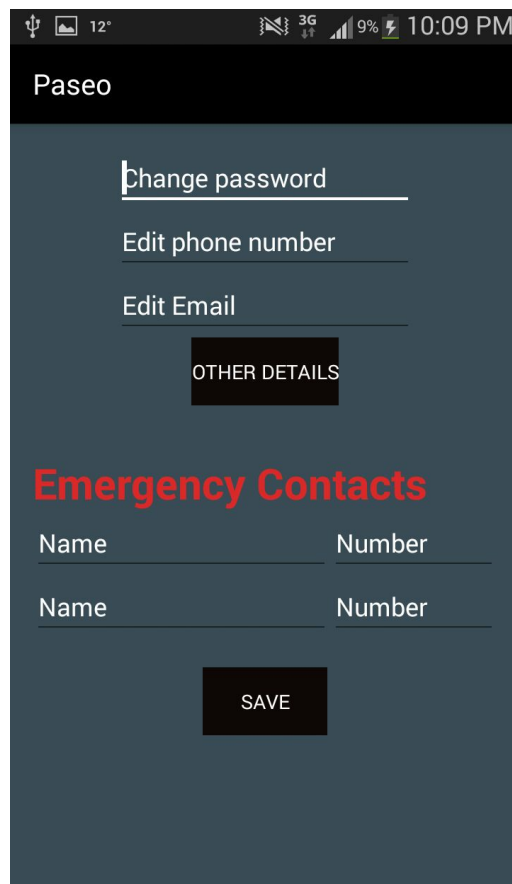 12° 3G 9% 10:09 PM
Paseo
Change password
Edit phone number
Edit Email
OTHER DETAILS
Emergency Contacts
Name Number
Name Number
SAVE